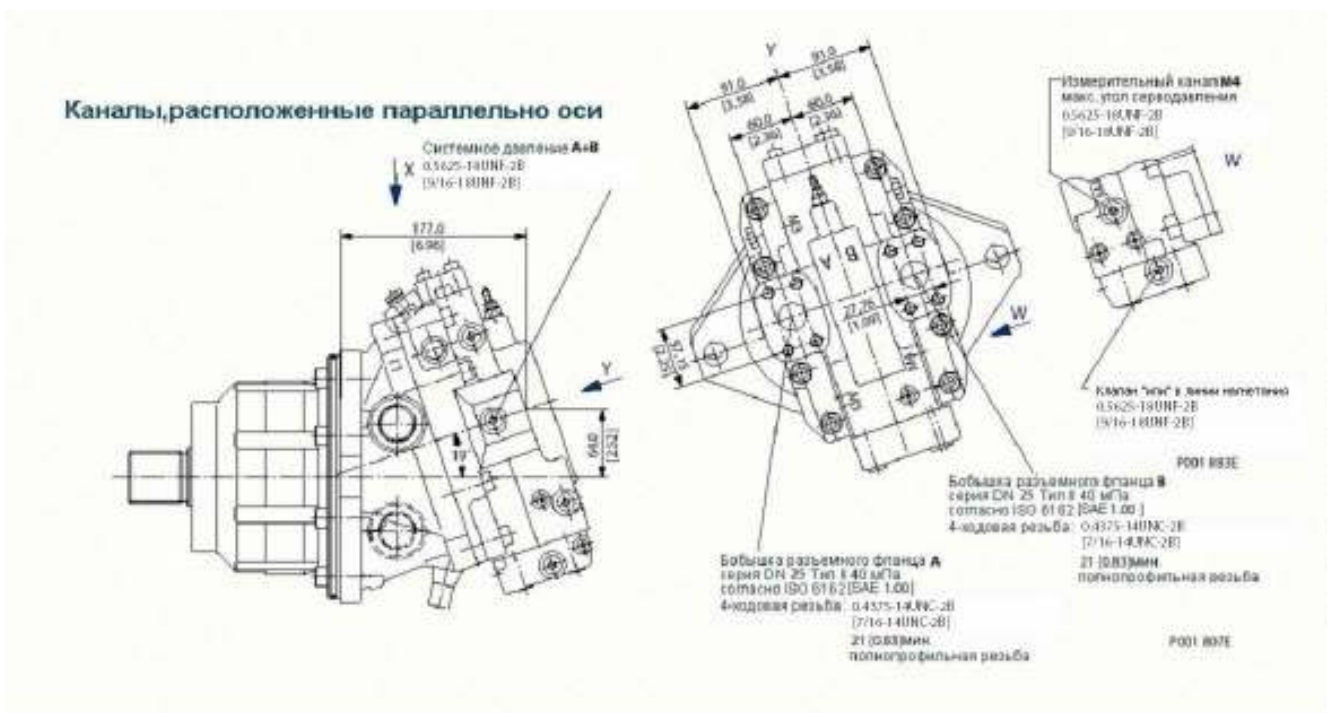 Каналы,расположенные параллельно оси
Системное давление A+B
0.5625-18UNF-2B
[9/16-18UNF-2B]
X
177.0
[6.96]
Y
19°
64.0
[2.52]
Y
91.0
[3.58]
91.0
[3.58]
60.0
[2.36]
60.0
[2.36]
A
B
27,76
[1.09]
57.15
[2.25]
W
Измерительный канал M4
макс. угол серводавления
0.5625-18UNF-2B
[9/16-18UNF-2B]
W
Клапан "или" в линии нагнетания
0.5625-18UNF-2B
[9/16-18UNF-2B]
P001 883E
Бобышка разъемного фланца B
серия DN 25 Тип II 40 мПа
согласно ISO 6162 [SAE 1.00 ]
4-ходовая резьба: 0.4375-14UNC-2B
[7/16-14UNC-2B]
21 [0.83]мин.
полнопрофильная резьба
Бобышка разъемного фланца A
серия DN 25 Тип II 40 мПа
согласно ISO 6162 [SAE 1.00]
4-ходовая резьба: 0.4375-14UNC-2B
[7/16-14UNC-2B]
21 [0.83]мин.
полнопрофильная резьба
P001 807E